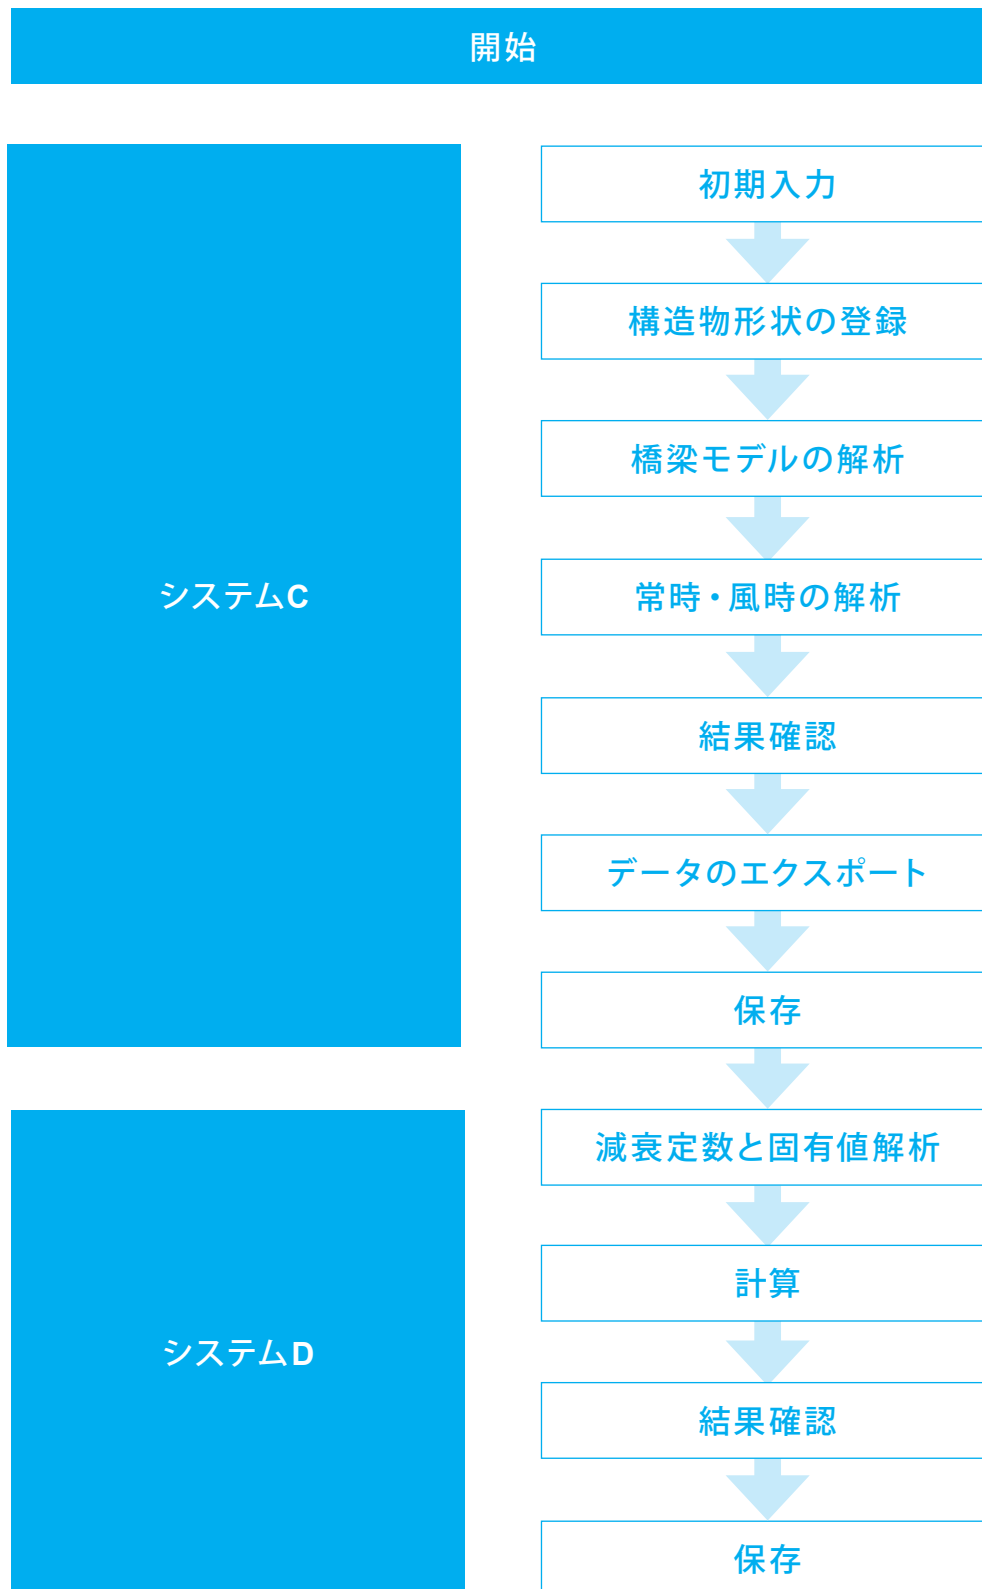 開始
システムC
初期入力
構造物形状の登録
橋梁モデルの解析
常時・風時の解析
結果確認
データのエクスポート
保存
システムD
減衰定数と固有値解析
計算
結果確認
保存